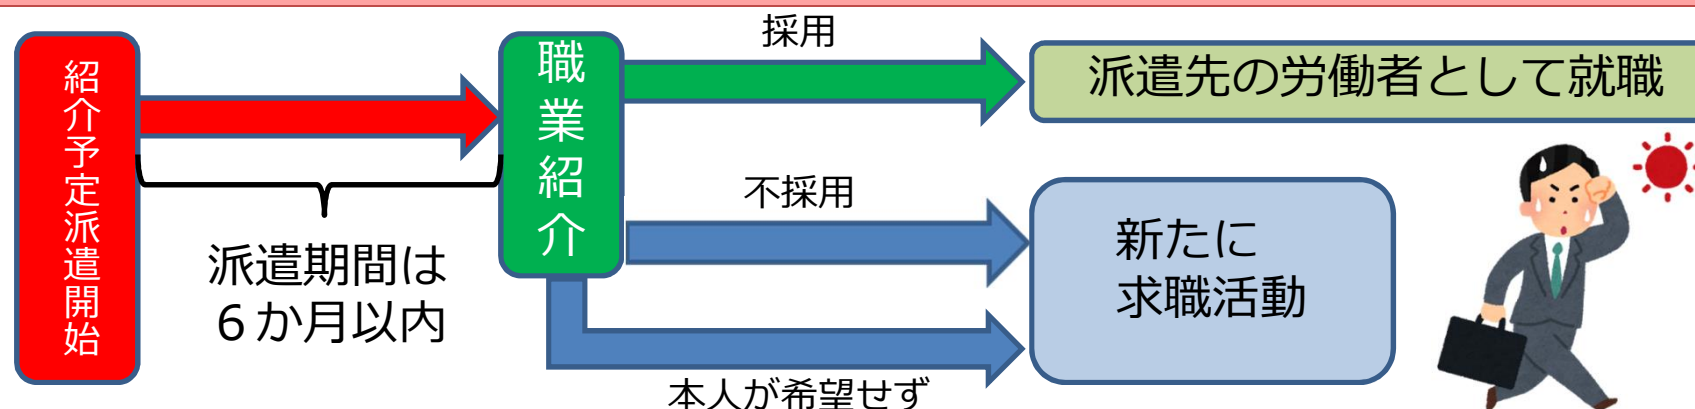 紹介予定派遣開始
派遣期間は
６か月以内
職業紹介
採用
派遣先の労働者として就職
不採用
新たに
求職活動
本人が希望せず